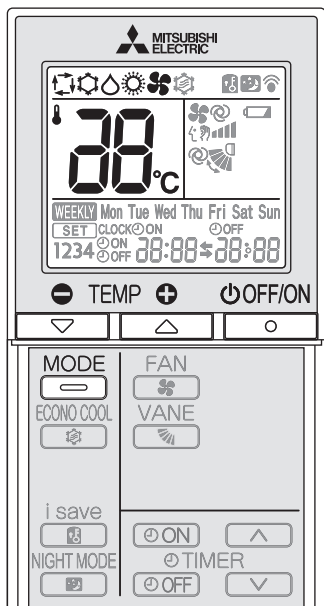 MITSUBISHI
ELECTRIC
88°C
WEEKLY Mon Tue Wed Thu Fri Sat Sun
SET CLOCK ON OFF
1234 ON OFF 88:88 88:88
TEMP OFF/ON
MODE FAN
ECONO COOL VANE
i save
ON
NIGHT MODE TIMER
OFF